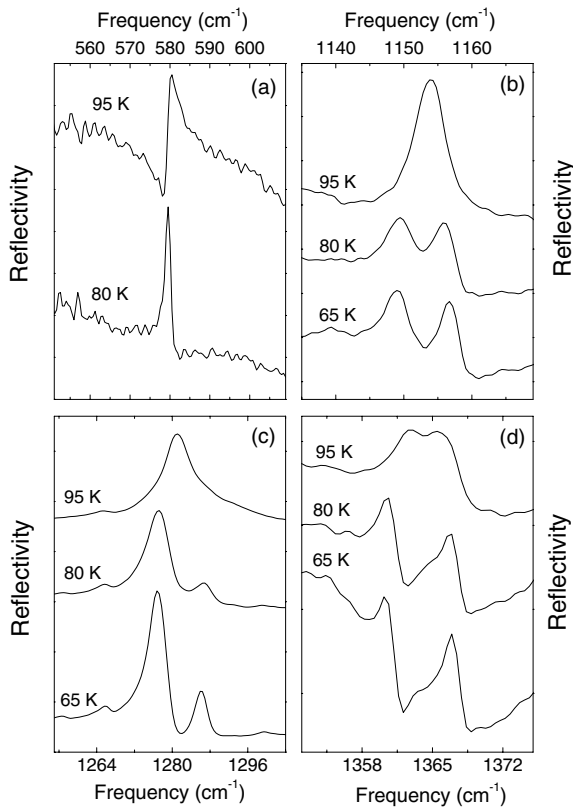 Frequency (cm⁻¹)
560 570 580 590 600
Frequency (cm⁻¹)
1140 1150 1160
Reflectivity
(a)
95 K
80 K
(b)
95 K
80 K
65 K
Reflectivity
Reflectivity
(c)
95 K
80 K
65 K
(d)
95 K
80 K
65 K
Reflectivity
1264 1280 1296
Frequency (cm⁻¹)
1358 1365 1372
Frequency (cm⁻¹)